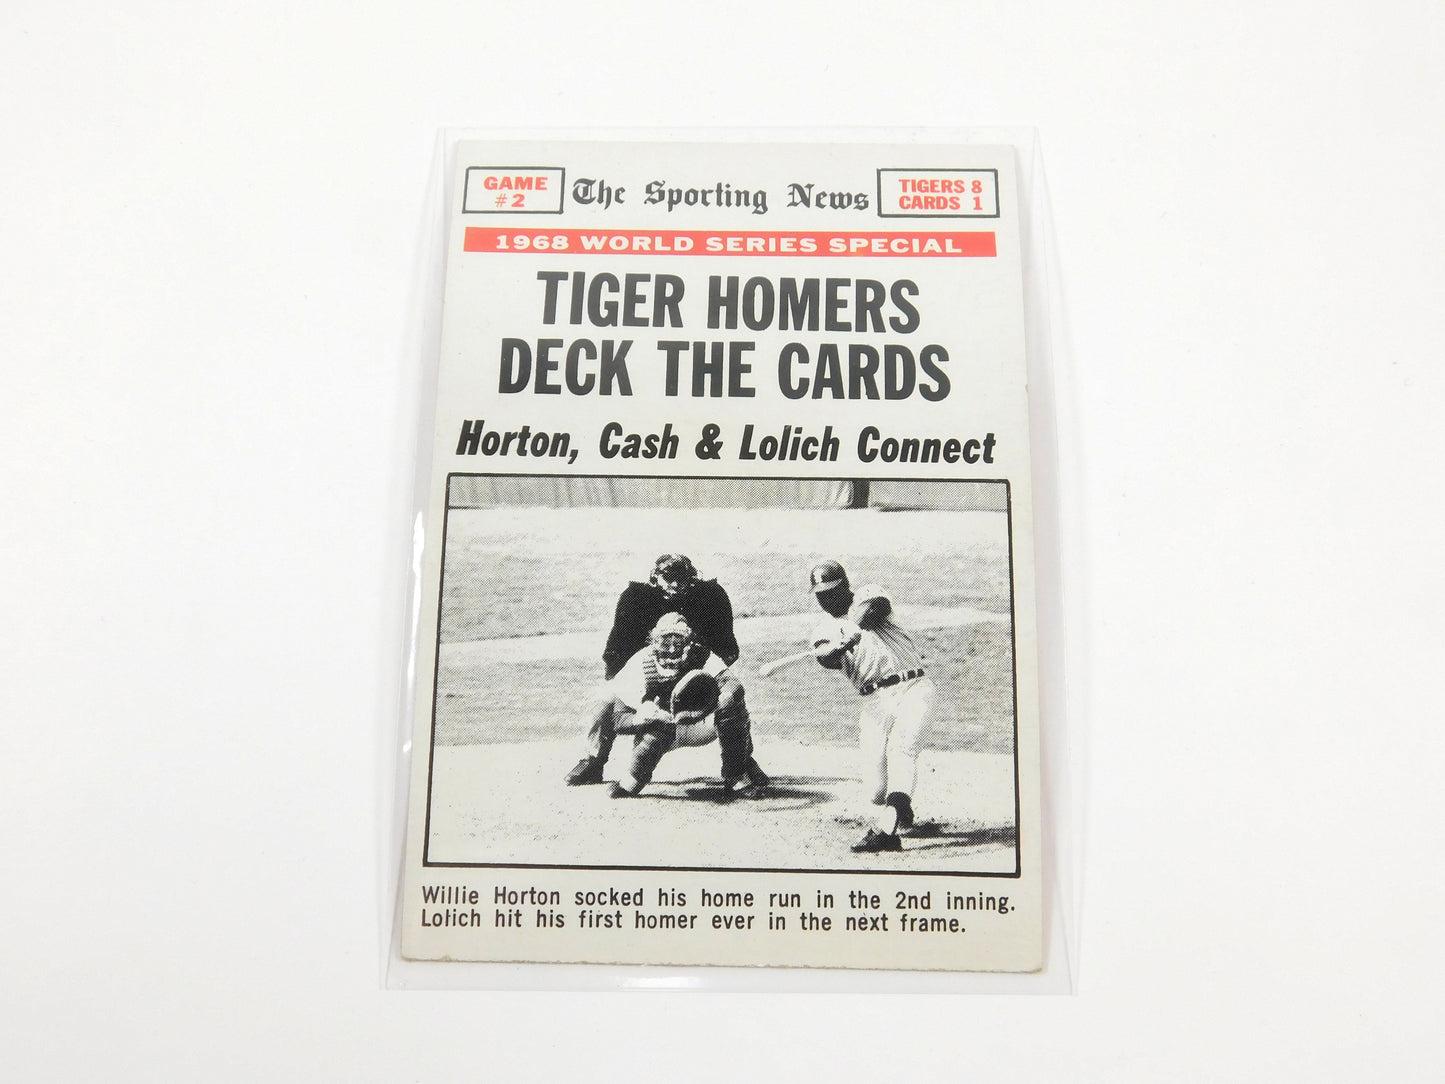 GAME
#2
The Sporting News
TIGERS 8
CARDS 1
1968 WORLD SERIES SPECIAL
TIGER HOMERS
DECK THE CARDS
Horton, Cash & Lolich Connect
Willie Horton socked his home run in the 2nd inning.
Lolich hit his first homer ever in the next frame.